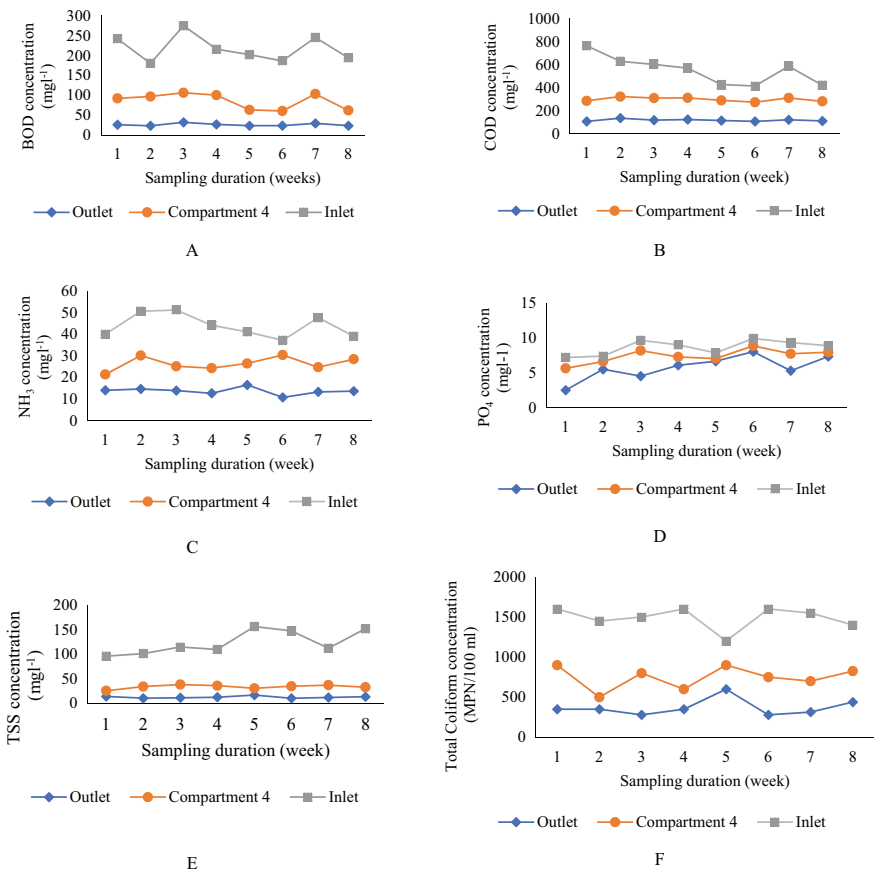 BOD concentration
(mgl-1)
300
250
200
150
100
50
0
1 2 3 4 5 6 7 8
Sampling duration (weeks)
Outlet Compartment 4 Inlet
A
COD concentration
(mgl-1)
1000
800
600
400
200
0
1 2 3 4 5 6 7 8
Sampling duration (week)
Outlet Compartment 4 Inlet
B
NH3 concentration
(mgl-1)
60
50
40
30
20
10
0
1 2 3 4 5 6 7 8
Sampling duration (week)
Outlet Compartment 4 Inlet
C
PO4 concentration
(mgl-1)
15
10
5
0
1 2 3 4 5 6 7 8
Sampling duration (week)
Outlet Compartment 4 Inlet
D
TSS concentration
(mgl-1)
200
150
100
50
0
1 2 3 4 5 6 7 8
Sampling duration (week)
Outlet Compartment 4 Inlet
E
Total Coliform concentration
(MPN/100 ml)
2000
1500
1000
500
0
1 2 3 4 5 6 7 8
Sampling duration (week)
Outlet Compartment 4 Inlet
F